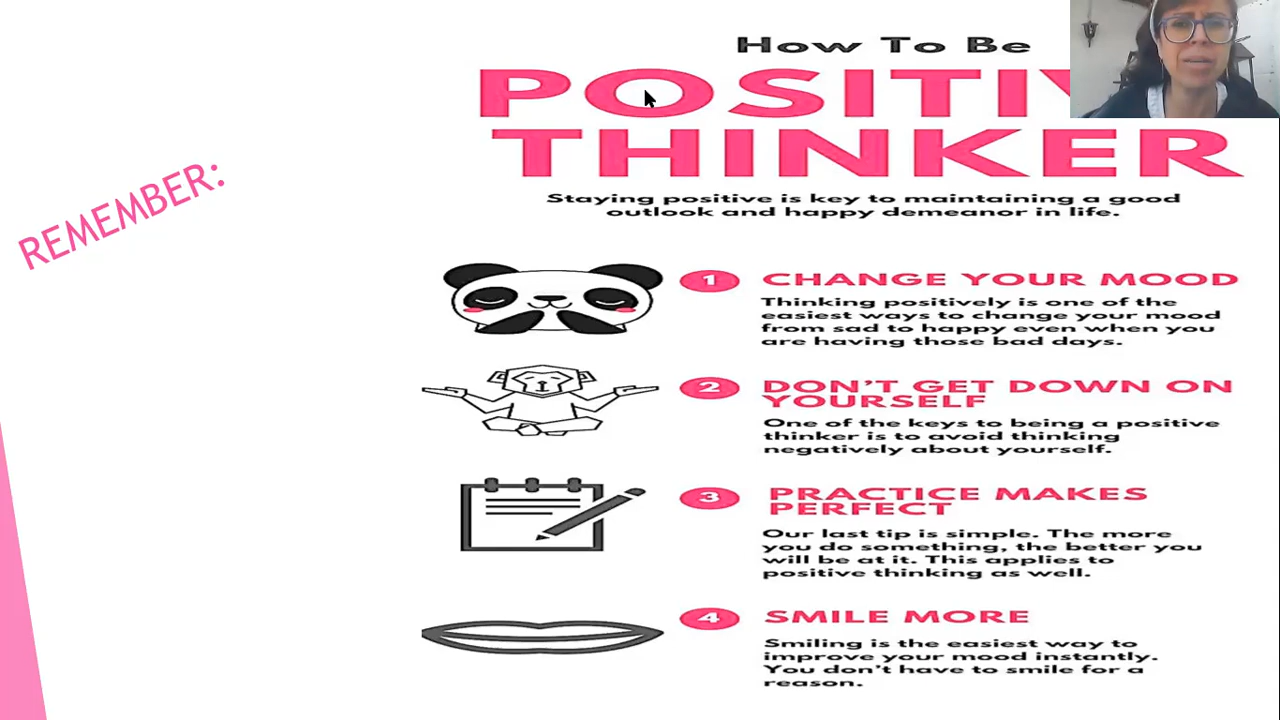 REMEMBER:
How To Be
THINKER
Staying positive is key to maintaining a good
outlook and happy demeanor in life.
1 CHANGE YOUR MOOD
Thinking positively is one of the
easiest ways to change your mood
from sad to happy even when you
are having those bad days.
2 DON'T GET DOWN ON
YOURSELF
One of the keys to being a positive
thinker is to avoid thinking
negatively about yourself.
3 PRACTICE MAKES
PERFECT
Our last tip is simple. The more
you do something, the better you
will be at it. This applies to
positive thinking as well.
4 SMILE MORE
Smiling is the easiest way to
improve your mood instantly.
You don't have to smile for a
reason.